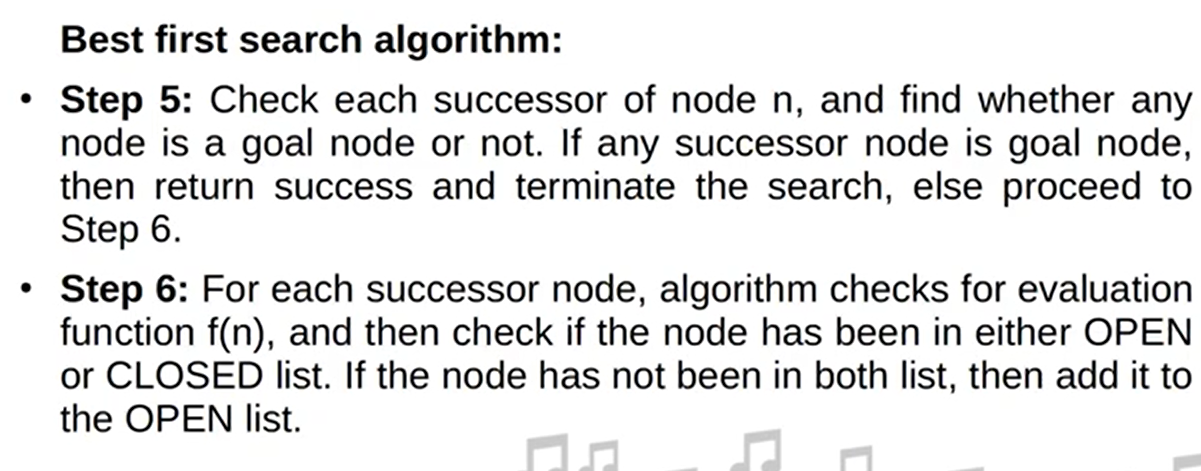 Best first search algorithm:
• Step 5: Check each successor of node n, and find whether any
node is a goal node or not. If any successor node is goal node,
then return success and terminate the search, else proceed to
Step 6.
• Step 6: For each successor node, algorithm checks for evaluation
function f(n), and then check if the node has been in either OPEN
or CLOSED list. If the node has not been in both list, then add it to
the OPEN list.